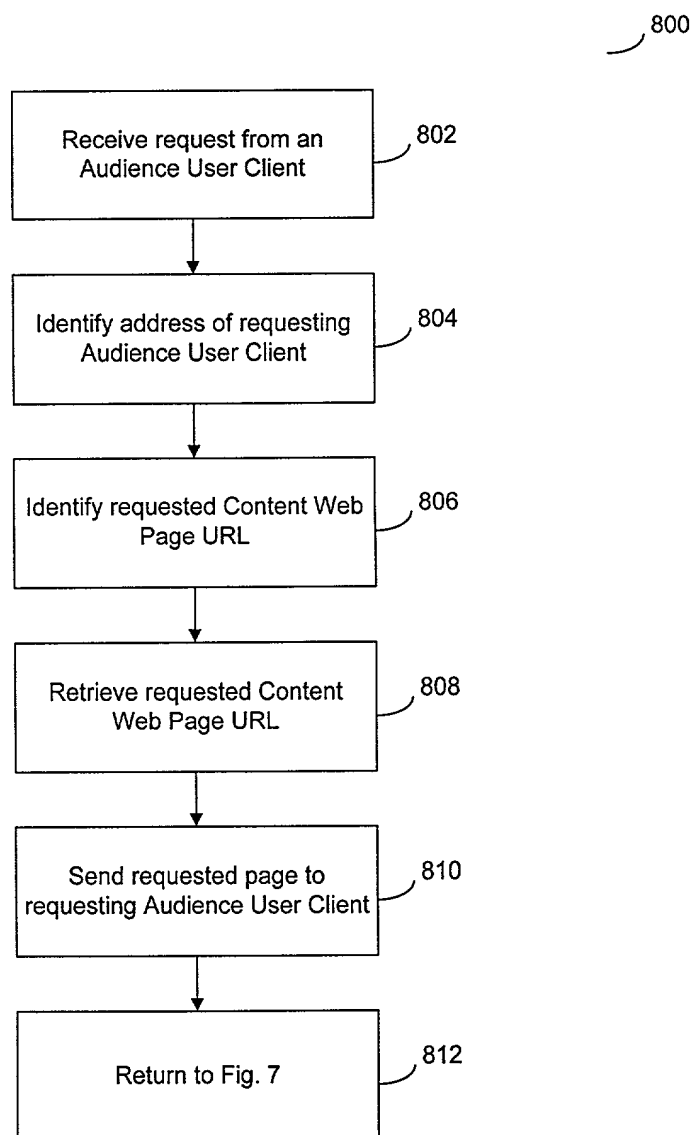 800
Receive request from an
Audience User Client
802
Identify address of requesting
Audience User Client
804
Identify requested Content Web
Page URL
806
Retrieve requested Content
Web Page URL
808
Send requested page to
requesting Audience User Client
810
Return to Fig. 7
812